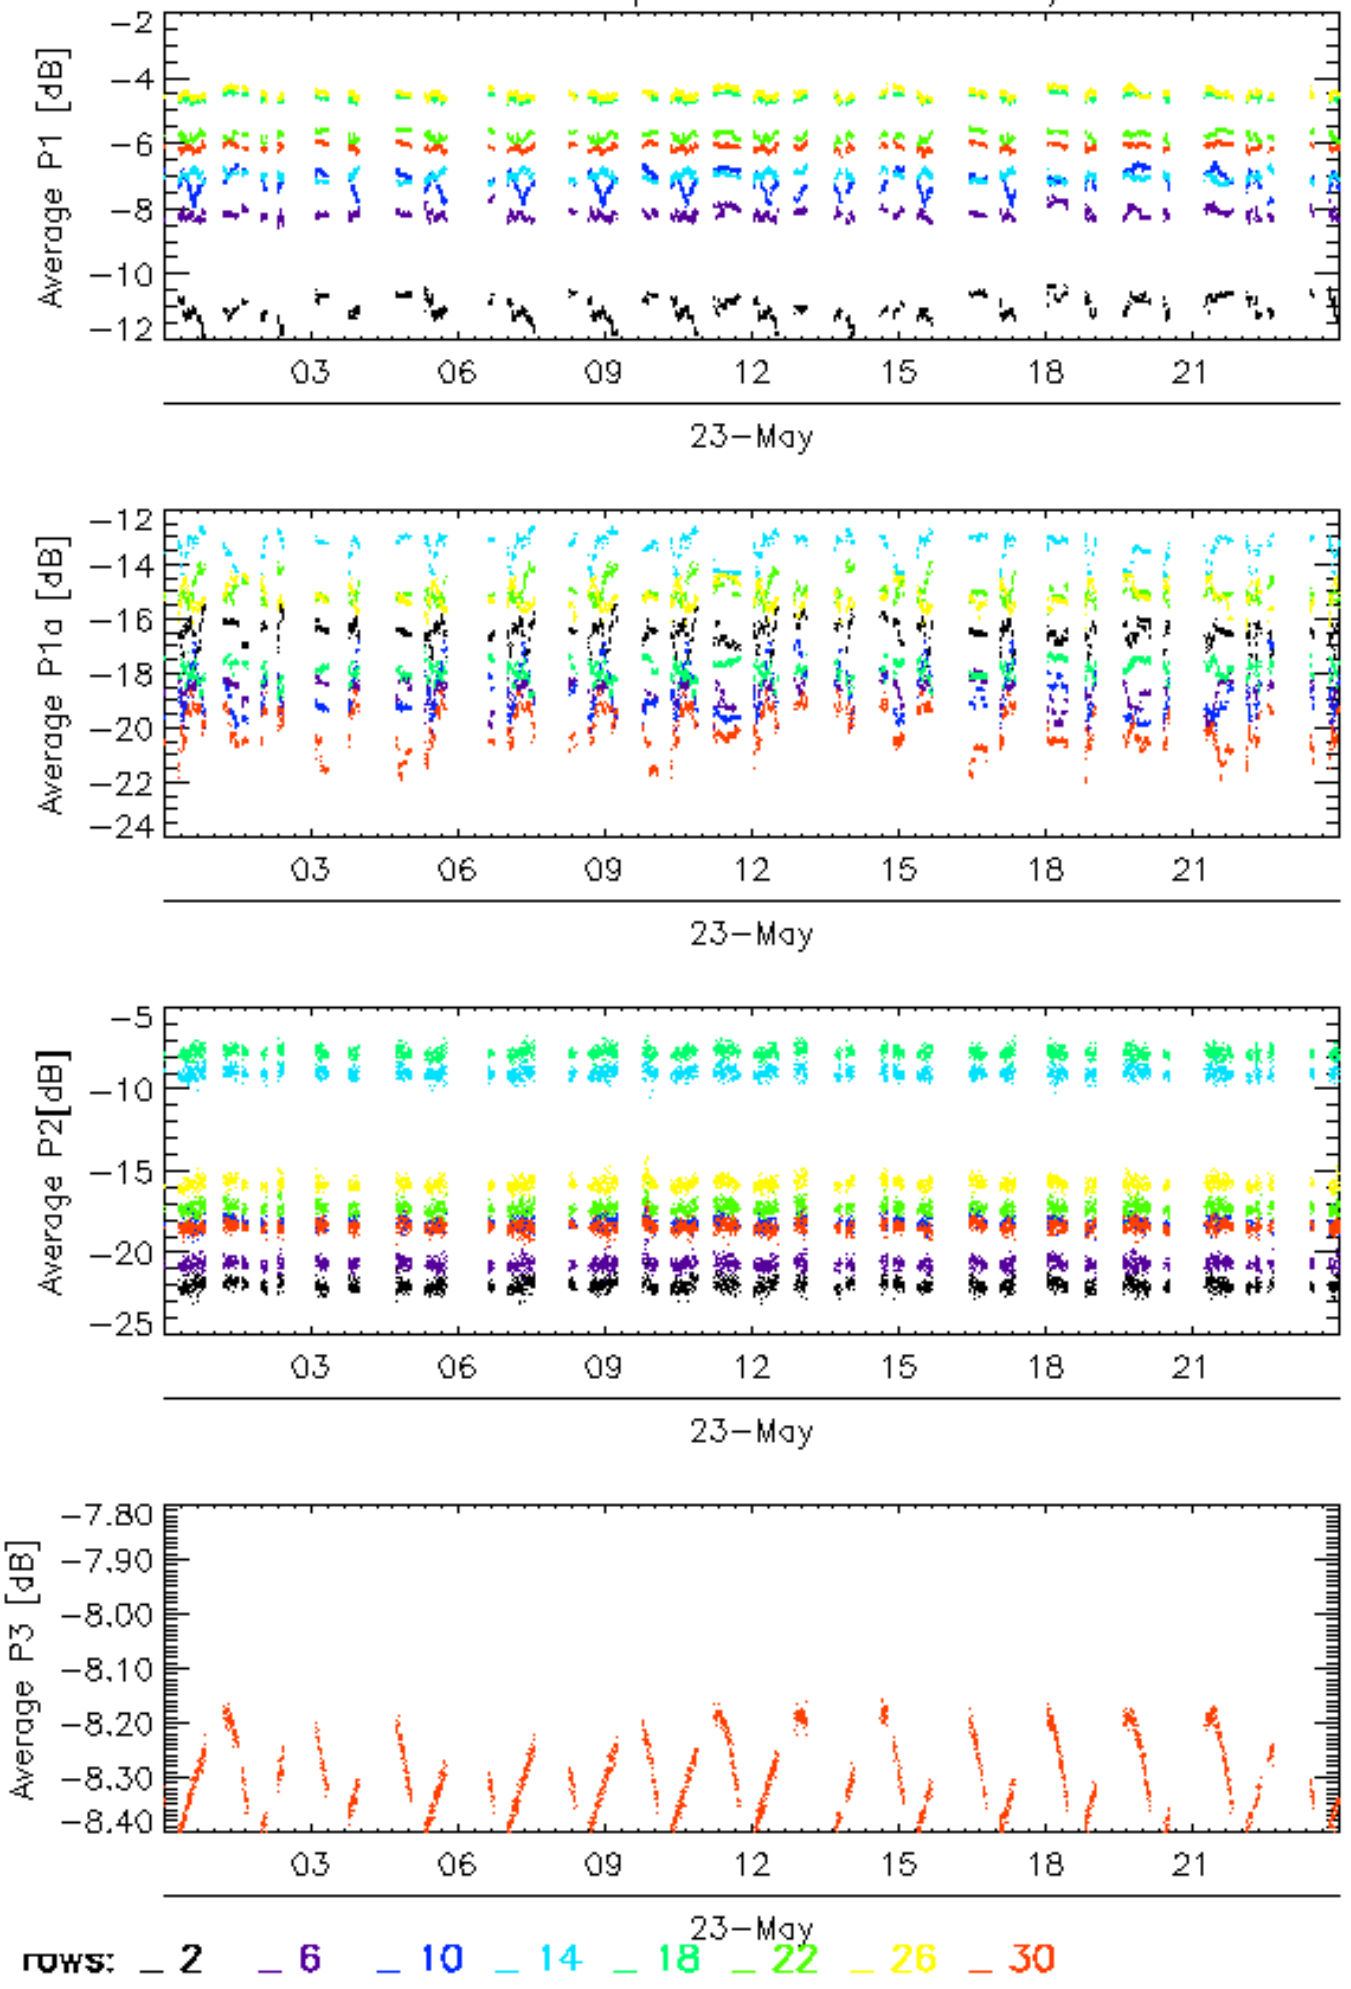 -2
-4
-6
-8
-10
-12
Average P1 [dB]
03 06 09 12 15 18 21
23-May
-12
-14
-16
-18
-20
-22
-24
Average P1a [dB]
03 06 09 12 15 18 21
23-May
-5
-10
-15
-20
-25
Average P2[dB]
03 06 09 12 15 18 21
23-May
-7.80
-7.90
-8.00
-8.10
-8.20
-8.30
-8.40
Average P3 [dB]
03 06 09 12 15 18 21
23-May
rows: _ 2 _ 6 _ 10 _ 14 _ 18 _ 22 _ 26 _ 30